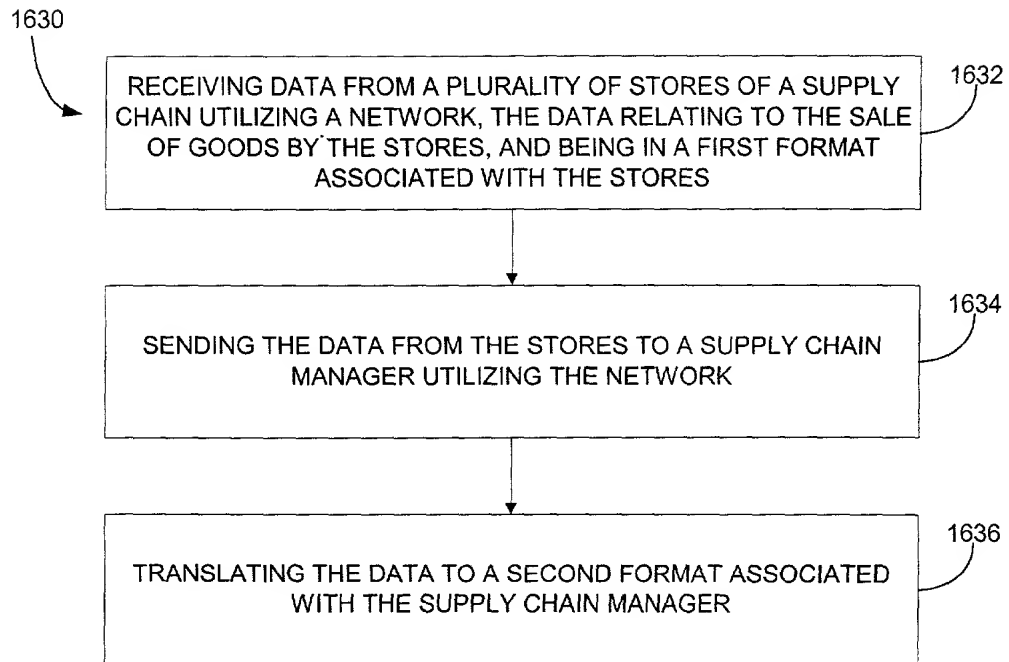 1630
RECEIVING DATA FROM A PLURALITY OF STORES OF A SUPPLY
CHAIN UTILIZING A NETWORK, THE DATA RELATING TO THE SALE
OF GOODS BY THE STORES, AND BEING IN A FIRST FORMAT
ASSOCIATED WITH THE STORES
1632
SENDING THE DATA FROM THE STORES TO A SUPPLY CHAIN
MANAGER UTILIZING THE NETWORK
1634
TRANSLATING THE DATA TO A SECOND FORMAT ASSOCIATED
WITH THE SUPPLY CHAIN MANAGER
1636